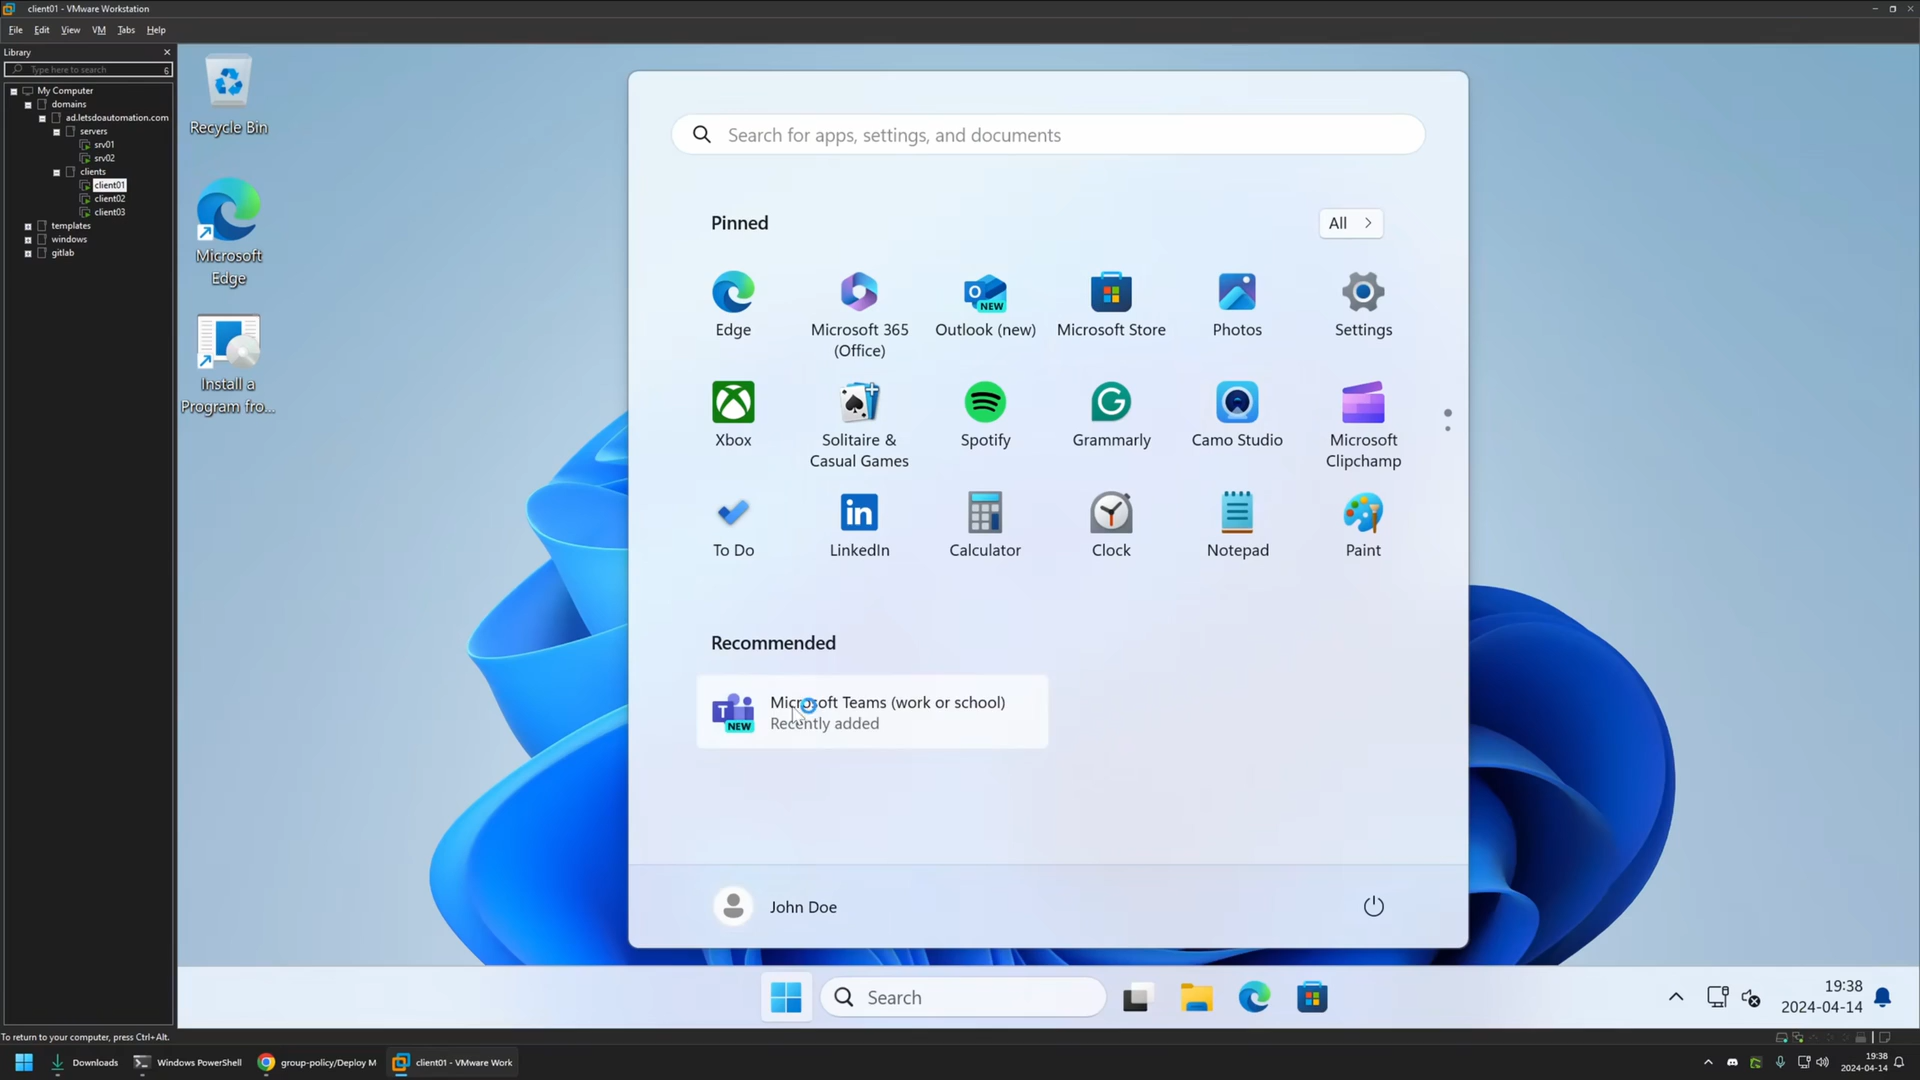 client01 - VMware Workstation
File Edit View VM Tabs Help
Library
Type here to search
6
My Computer
domains
ad.letsdoautomation.com
servers
srv01
srv02
clients
client01
client02
client03
templates
windows
gitlab
Recycle Bin
Microsoft
Edge
Install a
Program fro...
Search for apps, settings, and documents
Pinned
All
Edge
Microsoft 365
(Office)
NEW
Outlook (new)
Microsoft Store
Photos
Settings
Xbox
Solitaire &
Casual Games
Spotify
Grammarly
Camo Studio
Microsoft
Clipchamp
To Do
LinkedIn
Calculator
Clock
Notepad
Paint
Recommended
NEW
Microsoft Teams (work or school)
Recently added
John Doe
Search
19:38
2024-04-14
To return to your computer, press Ctrl+Alt.
Downloads
Windows PowerShell
group-policy/Deploy M
client01 - VMware Work
19:38
2024-04-14